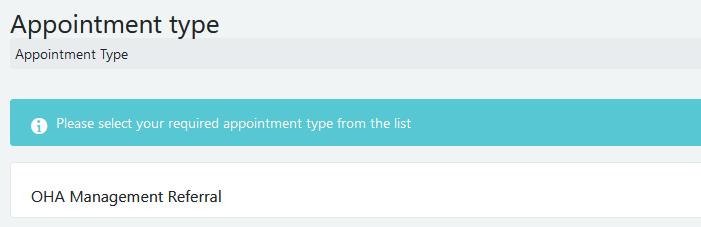 Appointment type
Appointment Type
Please select your required appointment type from the list
OHA Management Referral